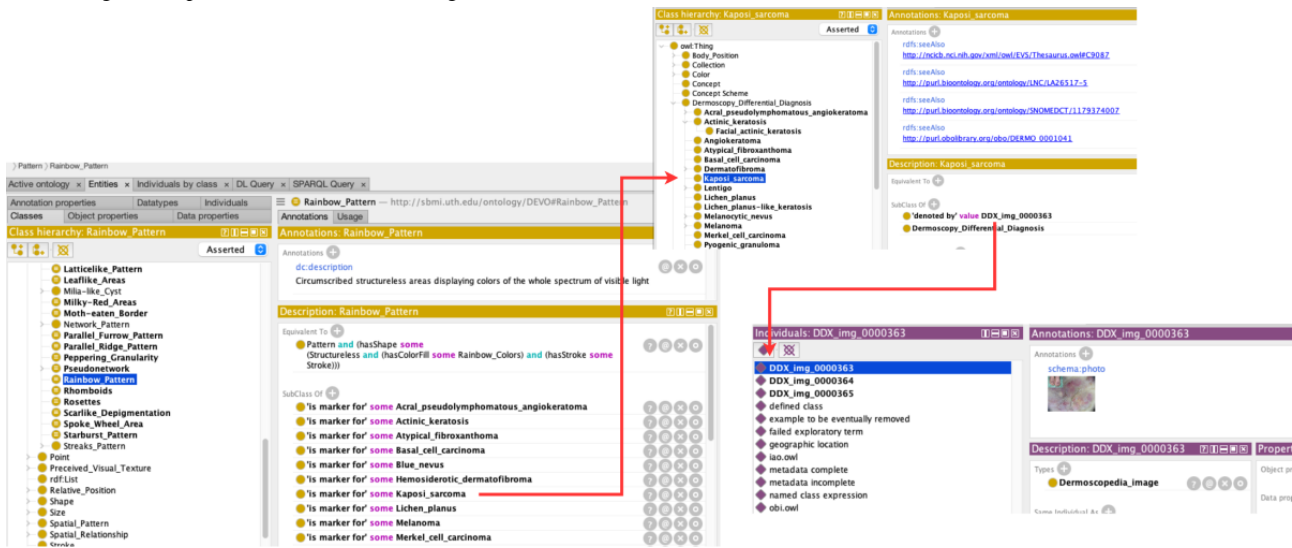 Pattern Rainbow_Pattern
Active ontology × Entities × Individuals by class × DL Query × SPARQL Query ×
Annotation properties Datatypes Individuals
Classes Object properties Data properties
Class hierarchy: Rainbow_Pattern
Asserted
Latticelike_Pattern
Leaflike_Areas
Milia-like_Cyst
Milky-Red_Areas
Moth-eaten_Border
Network_Pattern
Parallel_Furrow_Pattern
Parallel_Ridge_Pattern
Peppering_Granularity
Pseudonetwork
Rainbow_Pattern
Rhomboids
Rosettes
Scarlike_Depigmentation
Spoke_Wheel_Area
Starburst_Pattern
Streaks_Pattern
Point
Preceived_Visual_Texture
rdf:List
Relative_Position
Shape
Size
Spatial_Pattern
Spatial_Relationship
Stroke
Rainbow_Pattern — http://sbmi.uth.edu/ontology/DEVO#Rainbow_Pattern
Annotations Usage
Annotations: Rainbow_Pattern
Annotations
dc:description
Circumscribed structureless areas displaying colors of the whole spectrum of visible light
Description: Rainbow_Pattern
Equivalent To
Pattern and (hasShape some
(Structureless and (hasColorFill some Rainbow_Colors) and (hasStroke some
Stroke)))
SubClass Of
'is marker for' some Acral_pseudolymphomatous_angiokeratoma
'is marker for' some Actinic_keratosis
'is marker for' some Atypical_fibroxanthoma
'is marker for' some Basal_cell_carcinoma
'is marker for' some Blue_nevus
'is marker for' some Hemosiderotic_dermatofibroma
'is marker for' some Kaposi_sarcoma
'is marker for' some Lichen_planus
'is marker for' some Melanoma
'is marker for' some Merkel_cell_carcinoma
Class hierarchy: Kaposi_sarcoma
Asserted
owl:Thing
Body_Position
Collection
Color
Concept
Concept Scheme
Dermoscopy_Differential_Diagnosis
Acral_pseudolymphomatous_angiokeratoma
Actinic_keratosis
Facial_actinic_keratosis
Angiokeratoma
Atypical_fibroxanthoma
Basal_cell_carcinoma
Dermatofibroma
Kaposi_sarcoma
Lentigo
Lichen_planus
Lichen_planus-like_keratosis
Melanocytic_nevus
Melanoma
Merkel_cell_carcinoma
Pyogenic_granuloma
Annotations: Kaposi_sarcoma
Annotations
rdfs:seeAlso
http://ncicb.nci.nih.gov/xml/owl/EVS/Thesaurus.owl#C9087
rdfs:seeAlso
http://purl.bioontology.org/ontology/LNC/LA26517-5
rdfs:seeAlso
http://purl.bioontology.org/ontology/SNOMEDCT/1179374007
rdfs:seeAlso
http://purl.obolibrary.org/obo/DERMO_0001041
Description: Kaposi_sarcoma
Equivalent To
SubClass Of
'denoted by' value DDX_img_0000363
Dermoscopy_Differential_Diagnosis
Individuals: DDX_img_0000363
DDX_img_0000363
DDX_img_0000364
DDX_img_0000365
defined class
example to be eventually removed
failed exploratory term
geographic location
iao.owl
metadata complete
metadata incomplete
named class expression
obi.owl
Annotations: DDX_img_0000363
Annotations
schema:photo
Description: DDX_img_0000363
Types
Dermoscopedia_image
Same Individual As
Propert
Object pr
Data prop